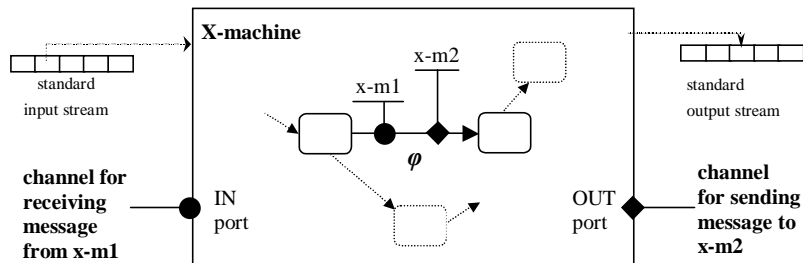 X-machine
standard
input stream
x-m1
x-m2
φ
standard
output stream
channel for
receiving
message
from x-m1
IN
port
OUT
port
channel
for sending
message to
x-m2